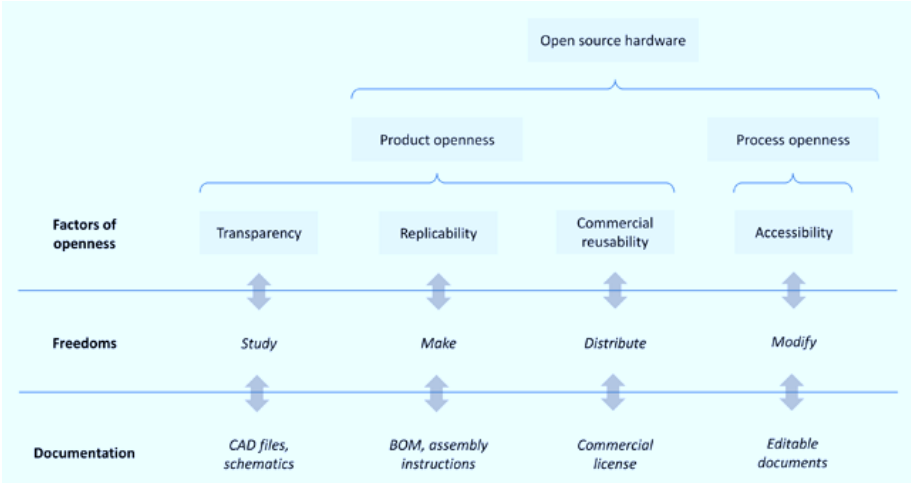 Open source hardware
Product openness
Process openness
Factors of
openness
Transparency
Replicability
Commercial
reusability
Accessibility
Freedoms
Study
Make
Distribute
Modify
Documentation
CAD files,
schematics
BOM, assembly
instructions
Commercial
license
Editable
documents